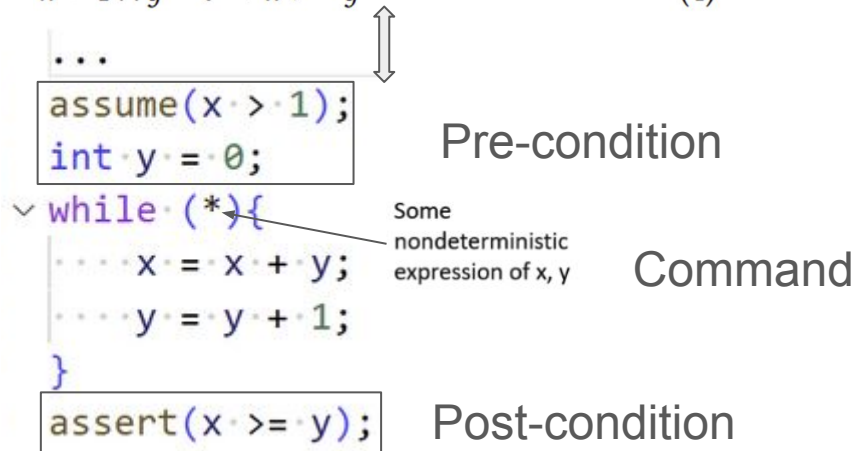 ...
assume(x > 1);
int y = 0;
Pre-condition
while (*){
Some
nondeterministic
expression of x, y
x = x + y;
y = y + 1;
}
Command
assert(x >= y);
Post-condition